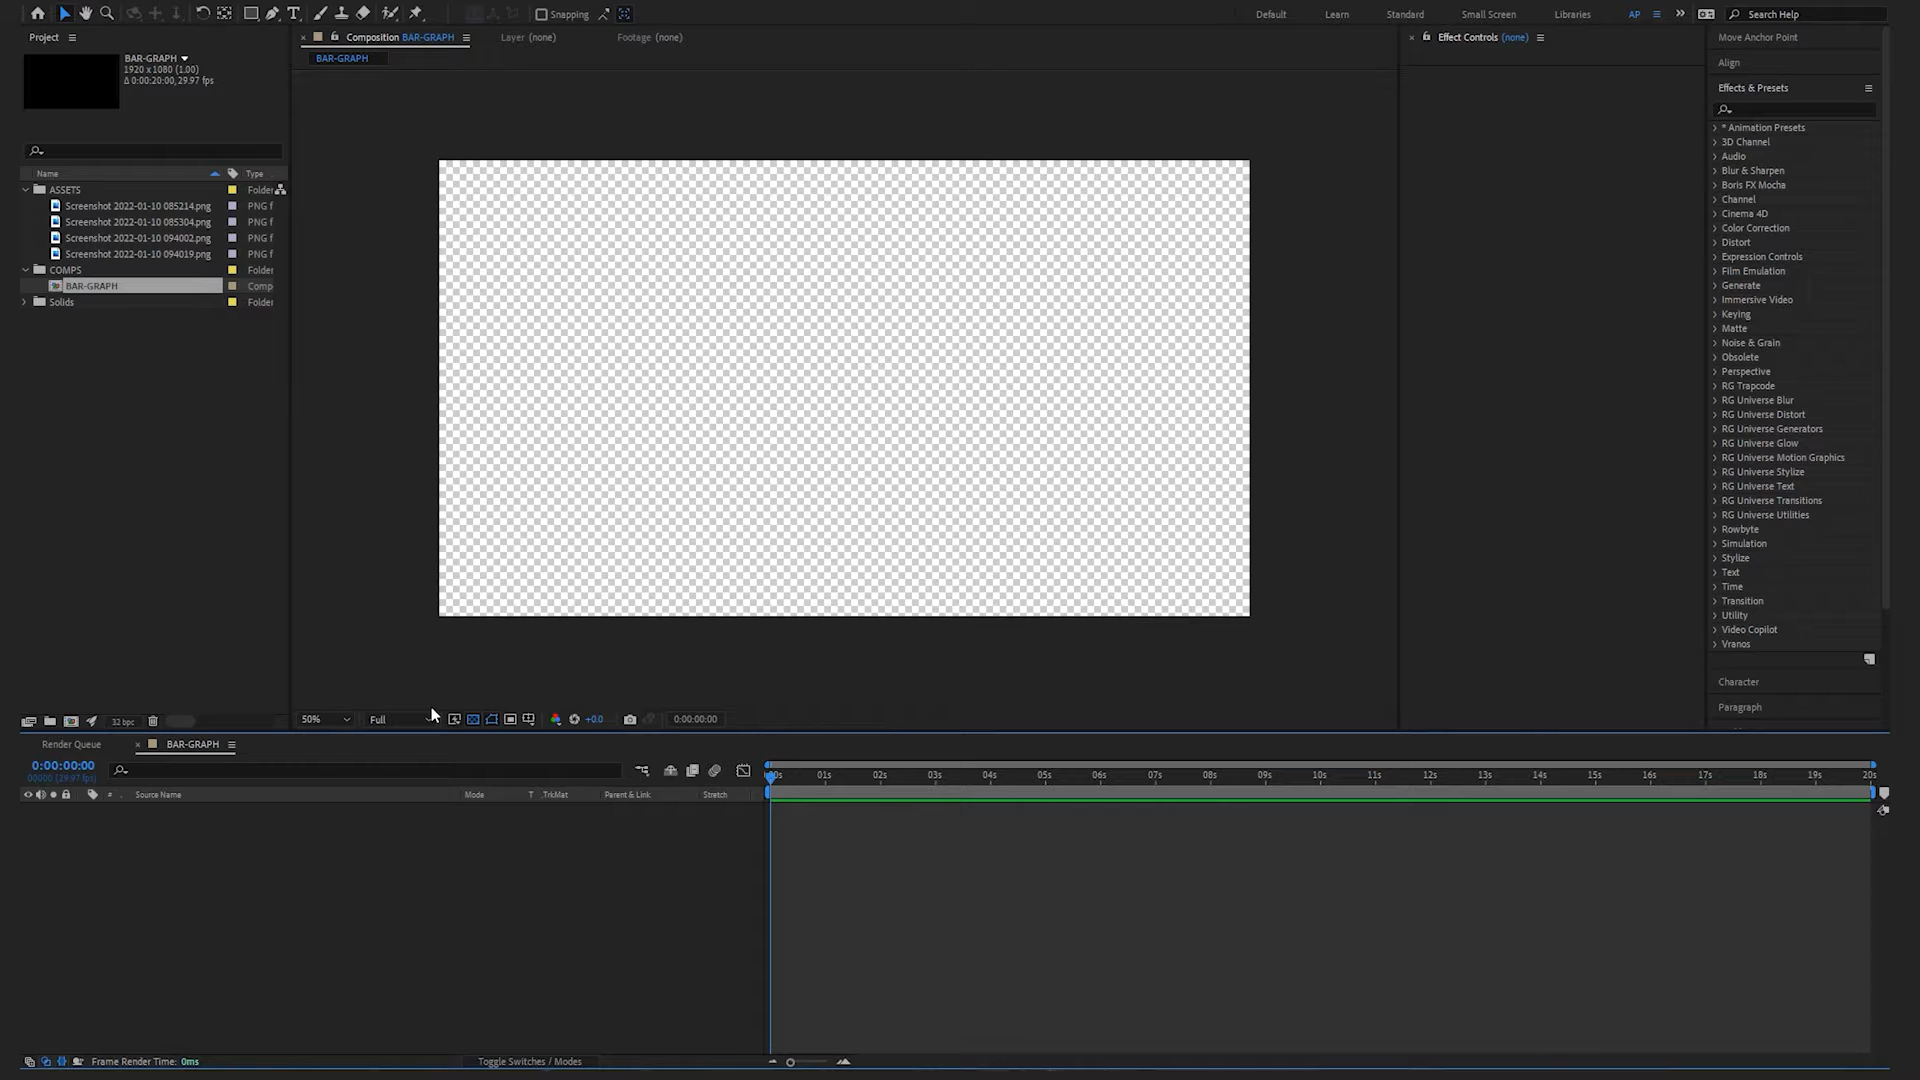 Snapping
Default
Learn
Standard
Small Screen
Libraries
AP
Search Help
Project
Composition BAR-GRAPH
Layer (none)
Footage (none)
Effect Controls (none)
Move Anchor Point
BAR-GRAPH
1920 x 1080 (1.00)
Δ 0:00:20:00, 29.97 fps
BAR-GRAPH
Align
Effects & Presets
Name
Type
ASSETS
Folder
Screenshot 2022-01-10 085214.png
PNG f
Screenshot 2022-01-10 085304.png
PNG f
Screenshot 2022-01-10 094002.png
PNG f
Screenshot 2022-01-10 094019.png
PNG f
COMPS
Folder
BAR-GRAPH
Comp
Solids
Folder
* Animation Presets
3D Channel
Audio
Blur & Sharpen
Boris FX Mocha
Channel
Cinema 4D
Color Correction
Distort
Expression Controls
Film Emulation
Generate
Immersive Video
Keying
Matte
Noise & Grain
Obsolete
Perspective
RG Trapcode
RG Universe Blur
RG Universe Distort
RG Universe Generators
RG Universe Glow
RG Universe Motion Graphics
RG Universe Stylize
RG Universe Text
RG Universe Transitions
RG Universe Utilities
Rowbyte
Simulation
Stylize
Text
Time
Transition
Utility
Video Copilot
Vranos
Character
Paragraph
32 bpc
50%
Full
+0.0
0:00:00:00
Render Queue
BAR-GRAPH
0:00:00:00
00000 (29.97 fps)
01s 02s 03s 04s 05s 06s 07s 08s 09s 10s 11s 12s 13s 14s 15s 16s 17s 18s 19s 20s
# . Source Name
Mode
T .TrkMat
Parent & Link
Stretch
Frame Render Time: 0ms
Toggle Switches / Modes